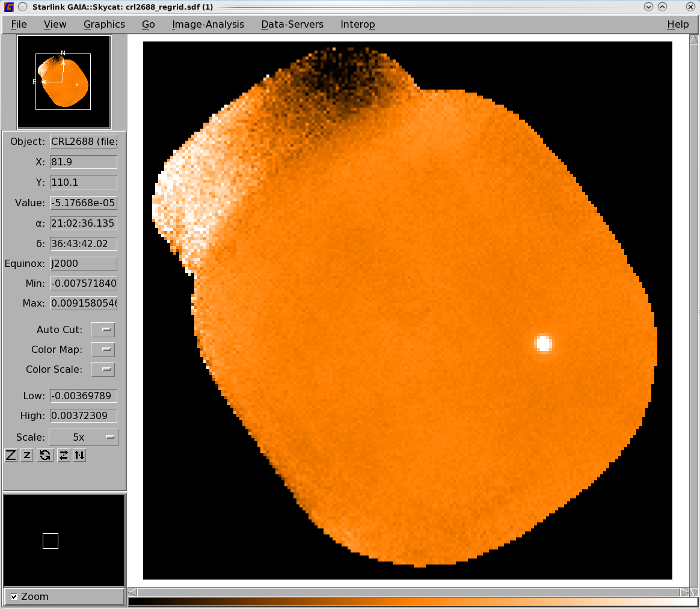 Starlink GAIA::Skycat: crl2688_regrid.sdf (1)
File View Graphics Go Image-Analysis Data-Servers Interop Help
N
E
Object: CRL2688 (file:
X: 81.9
Y: 110.1
Value: -5.17668e-05
α: 21:02:36.135
δ: 36:43:42.02
Equinox: J2000
Min: -0.007571840
Max: 0.0091580546
Auto Cut:
Color Map:
Color Scale:
Low: -0.00369789
High: 0.00372309
Scale: 5x
Z z
Zoom